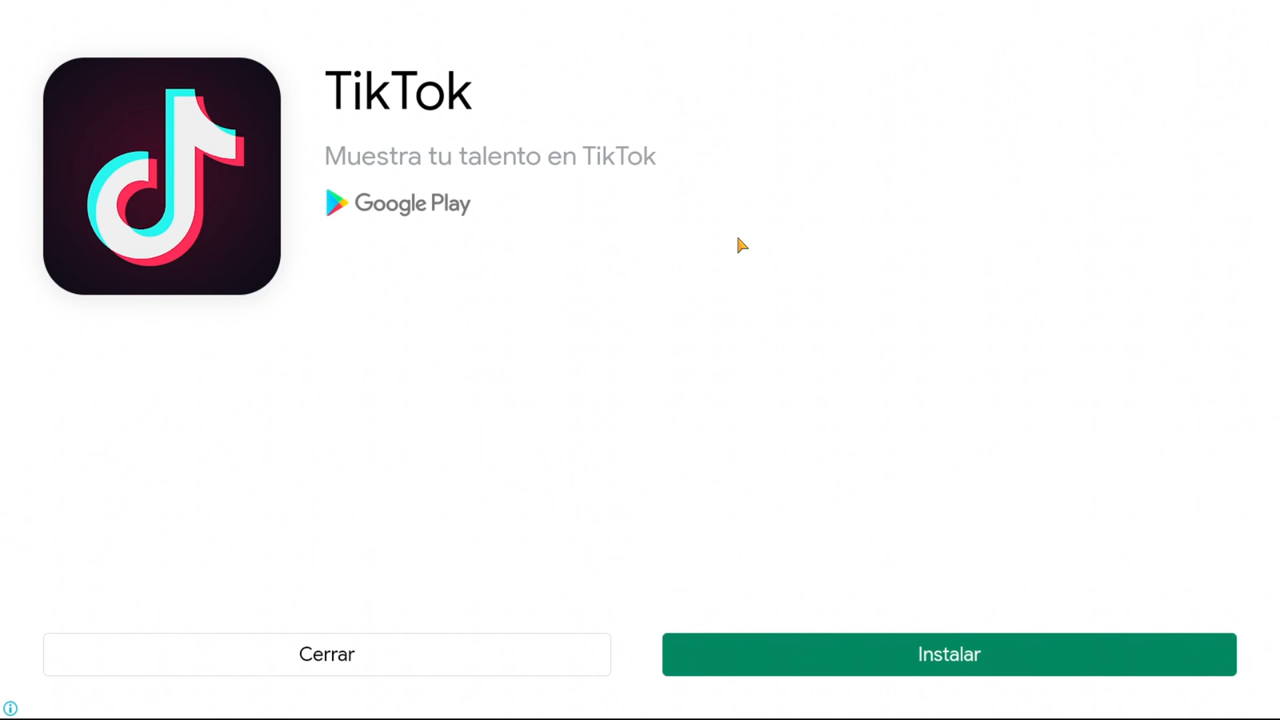 TikTok
Muestra tu talento en TikTok
Google Play
Cerrar
Instalar